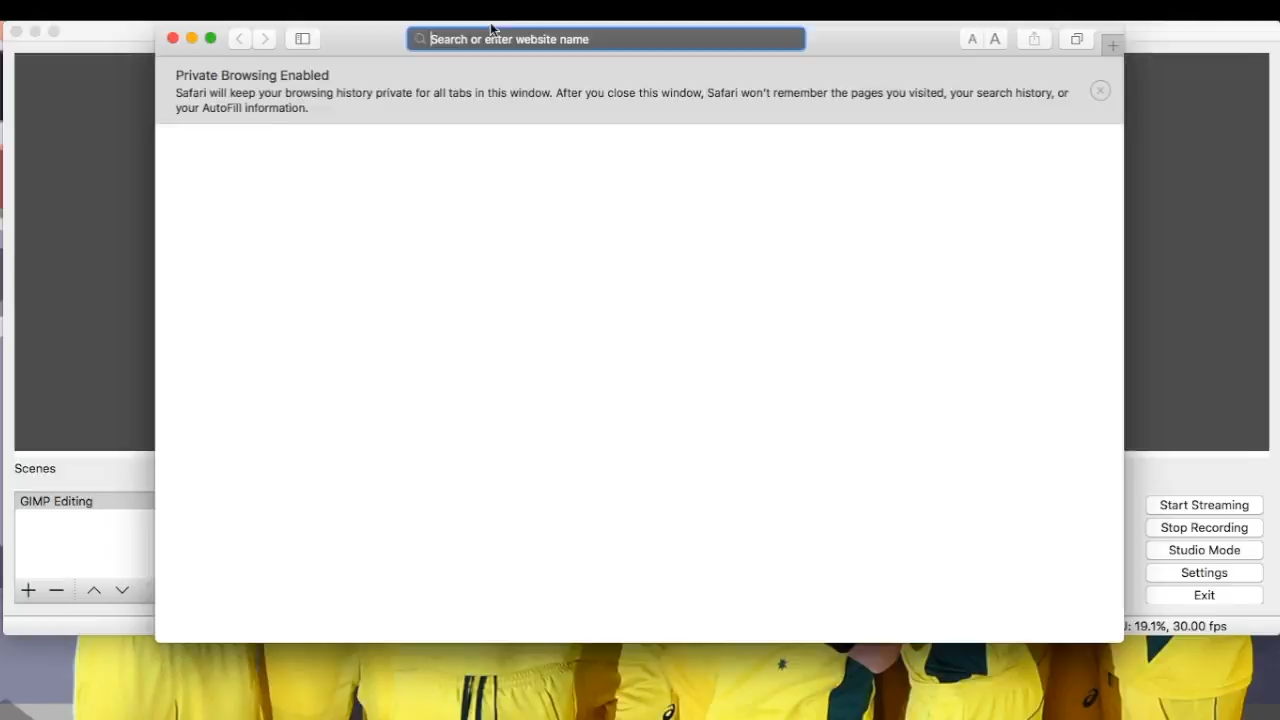 Search or enter website name
A A
Private Browsing Enabled
Safari will keep your browsing history private for all tabs in this window. After you close this window, Safari won't remember the pages you visited, your search history, or
your AutoFill information.
Scenes
GIMP Editing
Start Streaming
Stop Recording
Studio Mode
Settings
Exit
: 19.1%, 30.00 fps